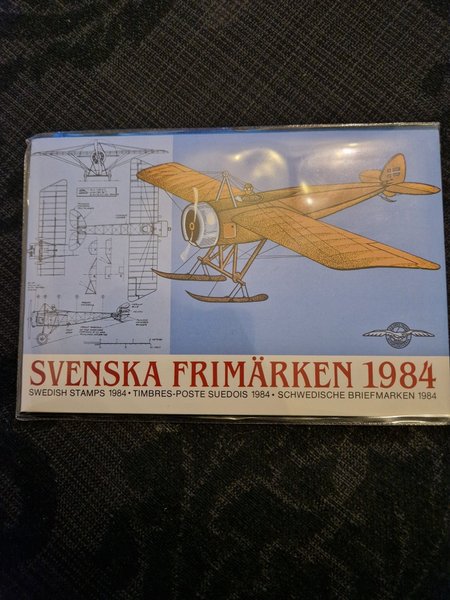 SVENSKA FRIMÄRKEN 1984
SWEDISH STAMPS 1984 • TIMBRES-POSTE SUEDOIS 1984 • SCHWEDISCHE BRIEFMARKEN 1984